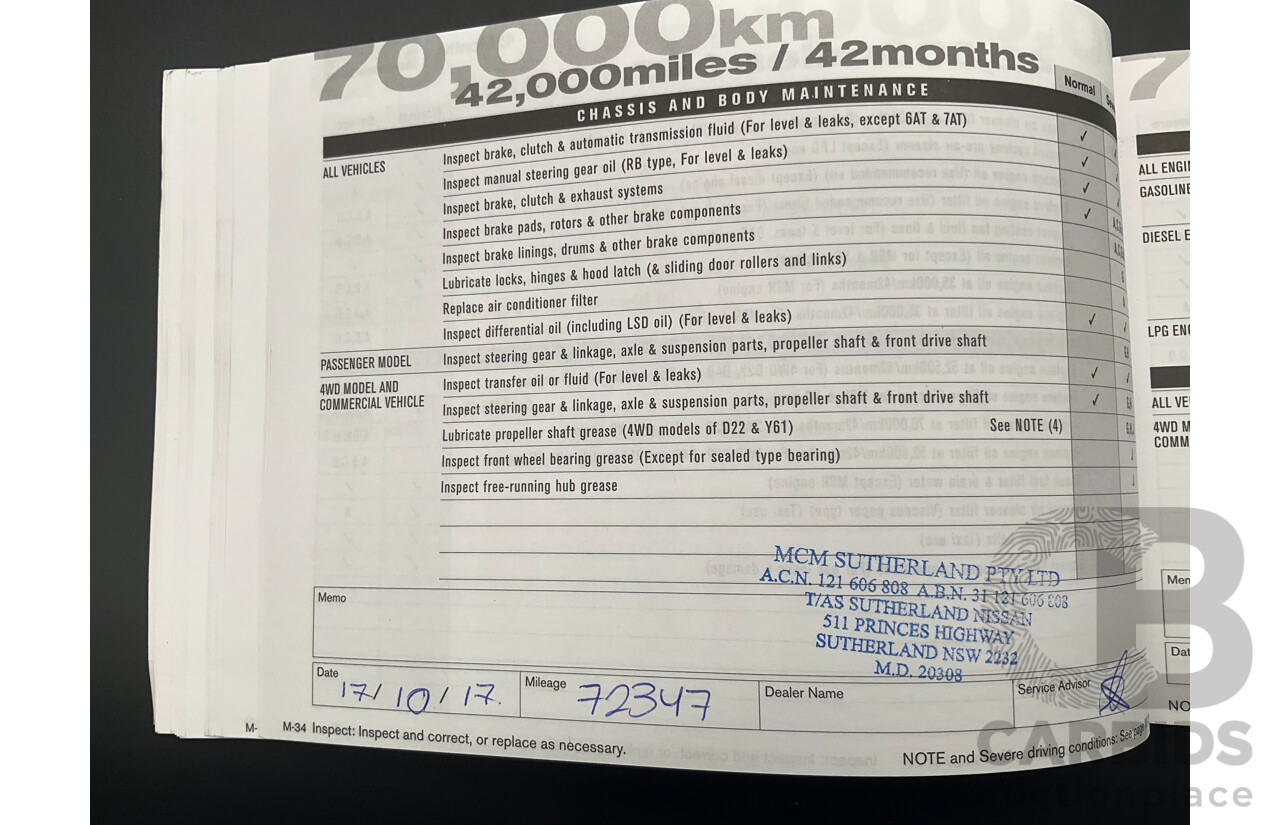 70,000km
42,000miles / 42months
CHASSIS AND BODY MAINTENANCE
Normal
ALL VEHICLES
Inspect brake, clutch & automatic transmission fluid (For level & leaks, except 6AT & 7AT) ✓
Inspect manual steering gear oil (RB type, For level & leaks) ✓
Inspect brake, clutch & exhaust systems ✓
Inspect brake pads, rotors & other brake components ✓
Inspect brake linings, drums & other brake components
Lubricate locks, hinges & hood latch (& sliding door rollers and links)
Replace air conditioner filter
Inspect differential oil (including LSD oil) (For level & leaks) ✓
PASSENGER MODEL
Inspect steering gear & linkage, axle & suspension parts, propeller shaft & front drive shaft
4WD MODEL AND
COMMERCIAL VEHICLE
Inspect transfer oil or fluid (For level & leaks) ✓
Inspect steering gear & linkage, axle & suspension parts, propeller shaft & front drive shaft ✓
Lubricate propeller shaft grease (4WD models of D22 & Y61) See NOTE (4)
Inspect front wheel bearing grease (Except for sealed type bearing)
Inspect free-running hub grease
MCM SUTHERLAND PTY LTD
A.C.N. 121 606 808 A.B.N. 31 121 606 808
T/AS SUTHERLAND NISSAN
511 PRINCES HIGHWAY
SUTHERLAND NSW 2232
M.D. 20308
Memo
Date 17/10/17.
Mileage 72347
Dealer Name
Service Advisor
M-
M-34 Inspect: Inspect and correct, or replace as necessary.
NOTE and Severe driving conditions: See page
7
ALL ENGI
GASOLINE
DIESEL E
LPG EN
ALL VE
4WD M
COMM
Mem
Dat
NO
CARBIDS
auctionplace